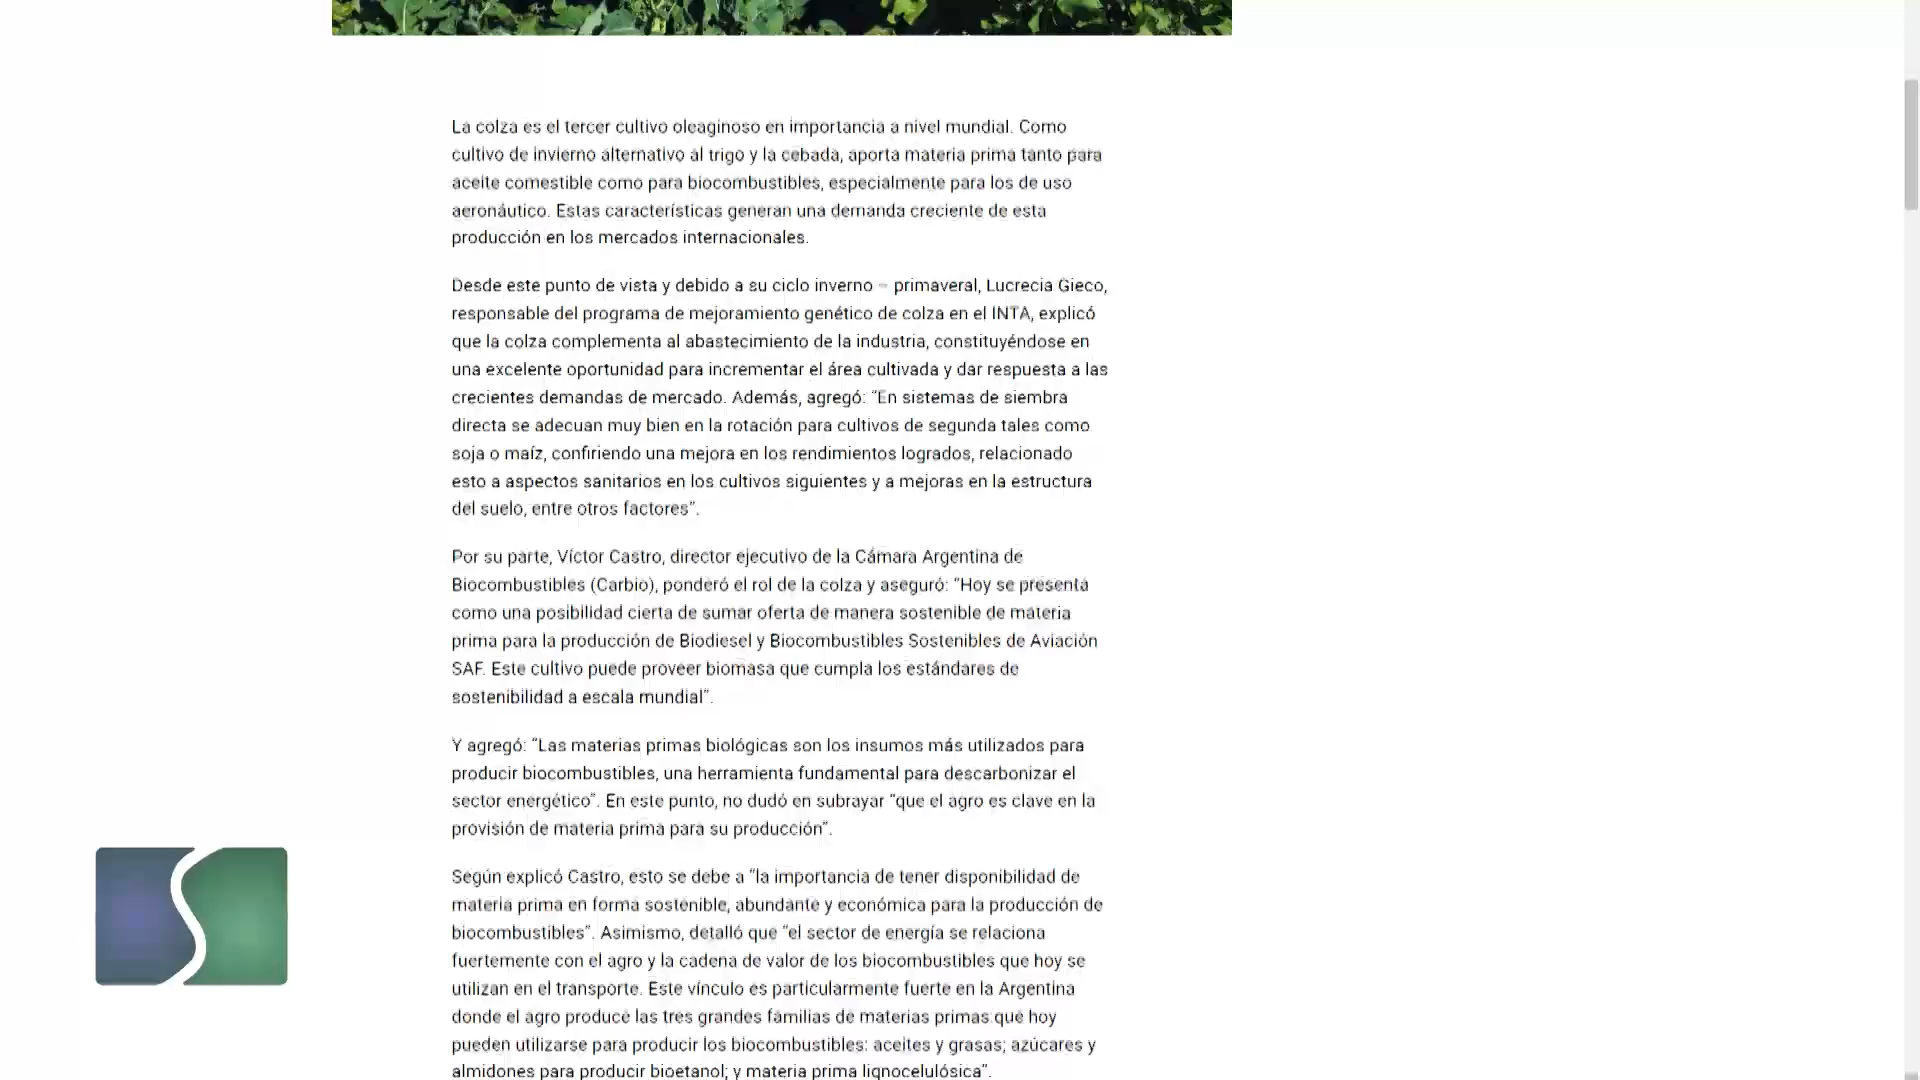 La colza es el tercer cultivo oleaginoso en importancia a nivel mundial. Como
cultivo de invierno alternativo al trigo y la cebada, aporta materia prima tanto para
aceite comestible como para biocombustibles, especialmente para los de uso
aeronáutico. Estas características generan una demanda creciente de esta
producción en los mercados internacionales.
Desde este punto de vista y debido a su ciclo inverno – primaveral, Lucrecia Gieco,
responsable del programa de mejoramiento genético de colza en el INTA, explicó
que la colza complementa al abastecimiento de la industria, constituyéndose en
una excelente oportunidad para incrementar el área cultivada y dar respuesta a las
crecientes demandas de mercado. Además, agregó: “En sistemas de siembra
directa se adecuan muy bien en la rotación para cultivos de segunda tales como
soja o maíz, confiriendo una mejora en los rendimientos logrados, relacionado
esto a aspectos sanitarios en los cultivos siguientes y a mejoras en la estructura
del suelo, entre otros factores”.
Por su parte, Víctor Castro, director ejecutivo de la Cámara Argentina de
Biocombustibles (Carbio), ponderó el rol de la colza y aseguró: “Hoy se presenta
como una posibilidad cierta de sumar oferta de manera sostenible de materia
prima para la producción de Biodiesel y Biocombustibles Sostenibles de Aviación
SAF. Este cultivo puede proveer biomasa que cumpla los estándares de
sostenibilidad a escala mundial”.
Y agregó: “Las materias primas biológicas son los insumos más utilizados para
producir biocombustibles, una herramienta fundamental para descarbonizar el
sector energético”. En este punto, no dudó en subrayar “que el agro es clave en la
provisión de materia prima para su producción”.
Según explicó Castro, esto se debe a “la importancia de tener disponibilidad de
materia prima en forma sostenible, abundante y económica para la producción de
biocombustibles”. Asimismo, detalló que “el sector de energía se relaciona
fuertemente con el agro y la cadena de valor de los biocombustibles que hoy se
utilizan en el transporte. Este vínculo es particularmente fuerte en la Argentina
donde el agro produce las tres grandes familias de materias primas que hoy
pueden utilizarse para producir los biocombustibles: aceites y grasas; azúcares y
almidones para producir bioetanol; y materia prima lignocelulósica”.